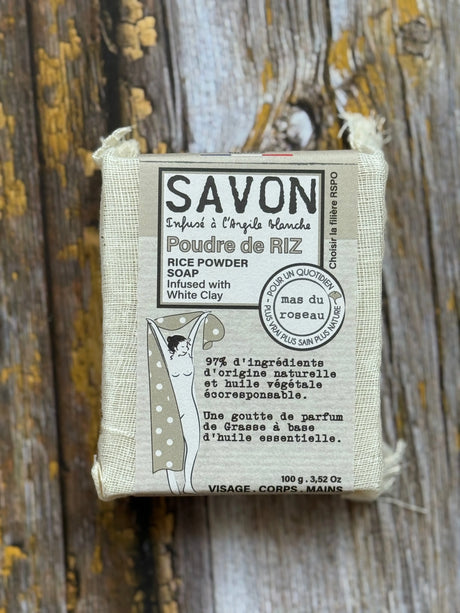 SAVON
Infusé à l'Argile Blanche
Poudre de RIZ
RICE POWDER
SOAP
Infused with
White Clay
Choisir la filière RSPO
POUR UN QUOTIDIEN
mas du
roseau
PLUS VRAI PLUS SAIN PLUS NATURE
97% d'ingrédients
d'origine naturelle
et huile végétale
écoresponsable.
Une goutte de parfum
de Grasse à base
d'huile essentielle.
100 g . 3,52 Oz
VISAGE . CORPS . MAINS